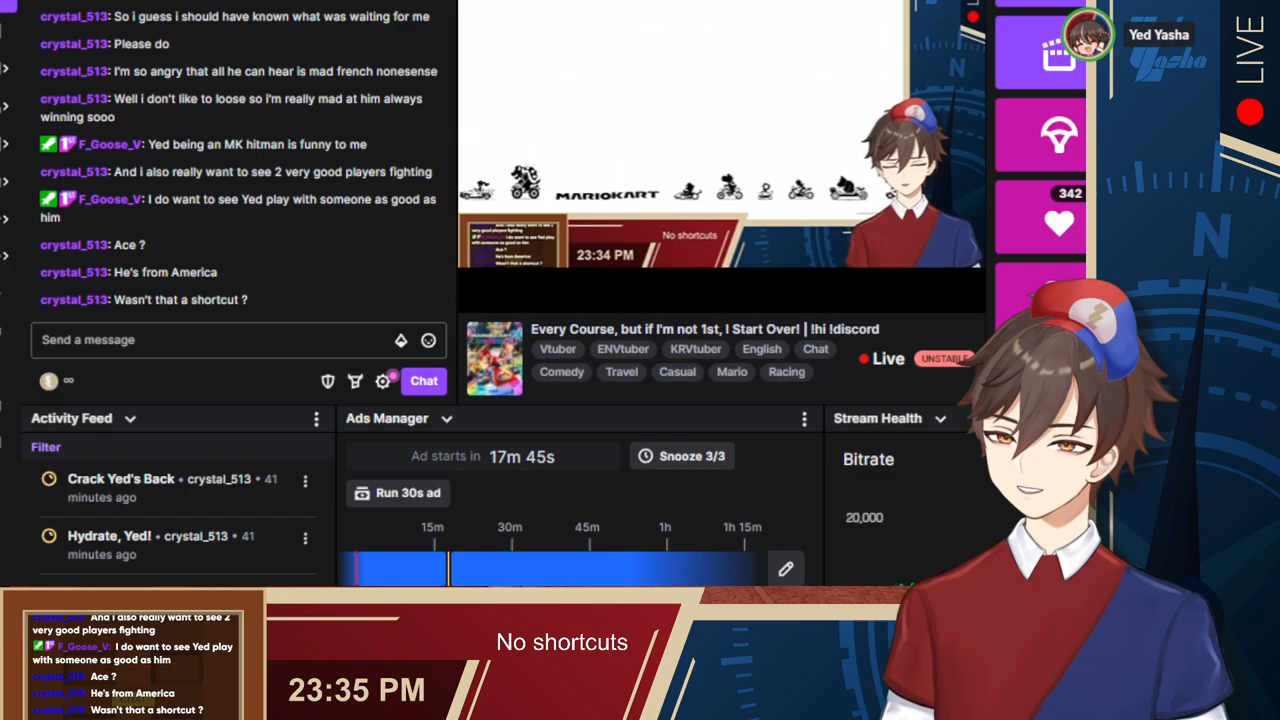 crystal_513: So i guess i should have known what was waiting for me
crystal_513: Please do
crystal_513: I'm so angry that all he can hear is mad french nonesense
crystal_513: Well i don't like to loose so i'm really mad at him always
winning sooo
F_Goose_V: Yed being an MK hitman is funny to me
crystal_513: And i also really want to see 2 very good players fighting
F_Goose_V: I do want to see Yed play with someone as good as
him
crystal_513: Ace ?
crystal_513: He's from America
crystal_513: Wasn't that a shortcut ?
Send a message
Chat
MARIOKART
N
No shortcuts
23:34 PM
Every Course, but if I'm not 1st, I Start Over! | !hi !discord
Vtuber
ENVtuber
KRVtuber
English
Chat
Comedy
Travel
Casual
Mario
Racing
Live
UNSTABLE
342
Yed Yasha
Yasha
LIVE
N
Activity Feed
Filter
Crack Yed's Back • crystal_513 • 41
minutes ago
Hydrate, Yed! • crystal_513 • 41
minutes ago
Ads Manager
Ad starts in 17m 45s
Snooze 3/3
Run 30s ad
15m
30m
45m
1h
1h 15m
Stream Health
Bitrate
20,000
And i also really want to see 2
very good players fighting
F_Goose_V: I do want to see Yed play
with someone as good as him
crystal_513: Ace ?
crystal_513: He's from America
crystal_513: Wasn't that a shortcut ?
No shortcuts
23:35 PM